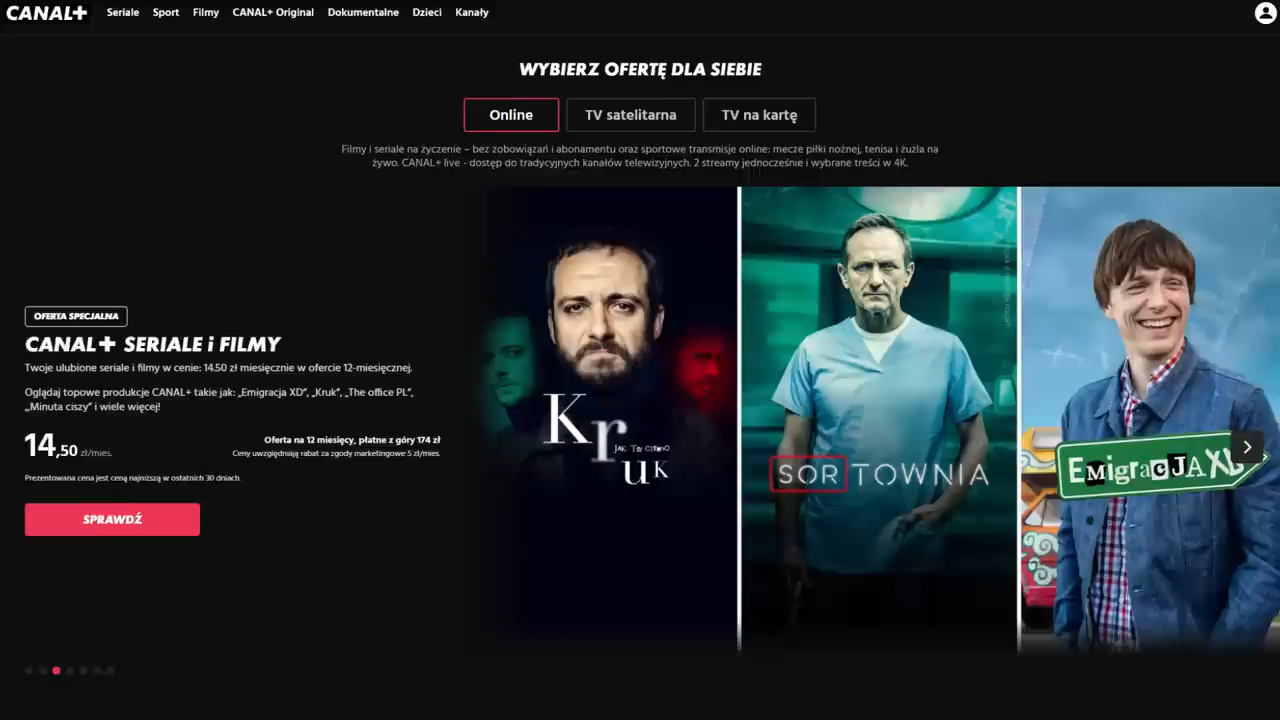 CANAL+
Seriale Sport Filmy CANAL+ Original Dokumentalne Dzieci Kanały
WYBIERZ OFERTĘ DLA SIEBIE
Online
TV satelitarna
TV na kartę
Filmy i seriale na życzenie – bez zobowiązań i abonamentu oraz sportowe transmisje online: mecze piłki nożnej, tenisa i żużla na
żywo. CANAL+ live - dostęp do tradycyjnych kanałów telewizyjnych. 2 streamy jednocześnie i wybrane treści w 4K.
OFERTA SPECJALNA
CANAL+ SERIALE i FILMY
Twoje ulubione seriale i filmy w cenie: 14.50 zł miesięcznie w ofercie 12-miesięcznej.
Oglądaj topowe produkcje CANAL+ takie jak: „Emigracja XD”, „Kruk”, „The office PL”,
„Minuta ciszy” i wiele więcej!
14,50 zł/mies.
Oferta na 12 miesięcy, płatne z góry 174 zł
Ceny uwzględniają rabat za zgody marketingowe 5 zł/mies.
Prezentowana cena jest ceną najniższą w ostatnich 30 dniach.
SPRAWDŹ
Kr
uK
JAK TU CIEMNO
SORTOWNIA
EmigracJA XD